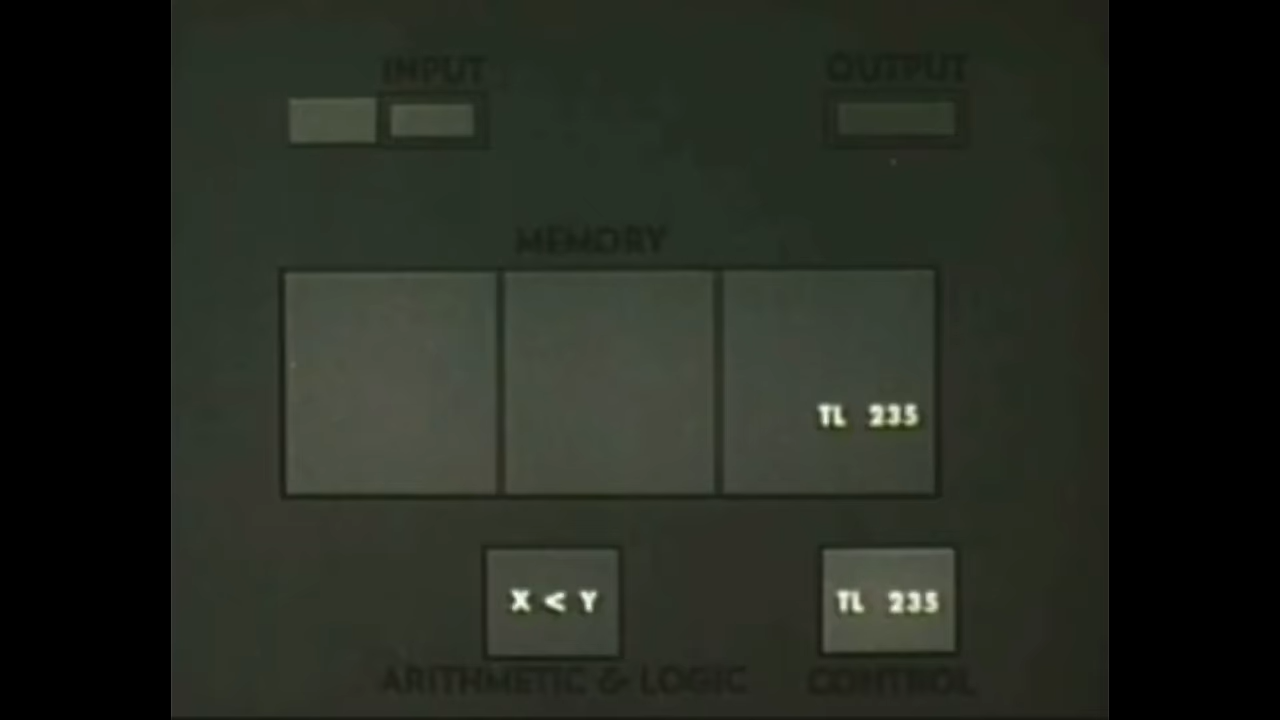 INPUT
OUTPUT
MEMORY
TL 235
X < Y
TL 235
ARITHMETIC & LOGIC
CONTROL